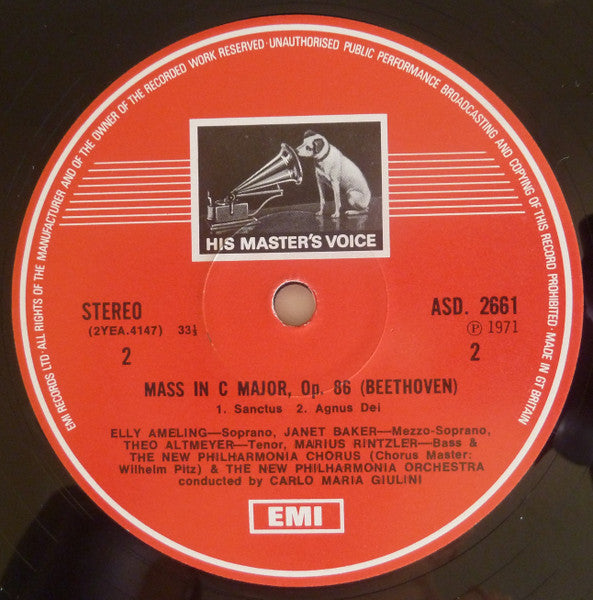 EMI RECORDS LTD · ALL RIGHTS OF THE MANUFACTURER AND OF THE OWNER OF THE RECORDED WORK RESERVED · UNAUTHORISED PUBLIC PERFORMANCE BROADCASTING AND COPYING OF THIS RECORD PROHIBITED · MADE IN GT BRITAIN
HIS MASTER'S VOICE
STEREO
ASD. 2661
(2YEA.4147) 33⅓
Ⓟ 1971
2
2
MASS IN C MAJOR, Op. 86 (BEETHOVEN)
1. Sanctus 2. Agnus Dei
ELLY AMELING—Soprano, JANET BAKER—Mezzo-Soprano,
THEO ALTMEYER—Tenor, MARIUS RINTZLER—Bass &
THE NEW PHILHARMONIA CHORUS (Chorus Master:
Wilhelm Pitz) & THE NEW PHILHARMONIA ORCHESTRA
conducted by CARLO MARIA GIULINI
EMI